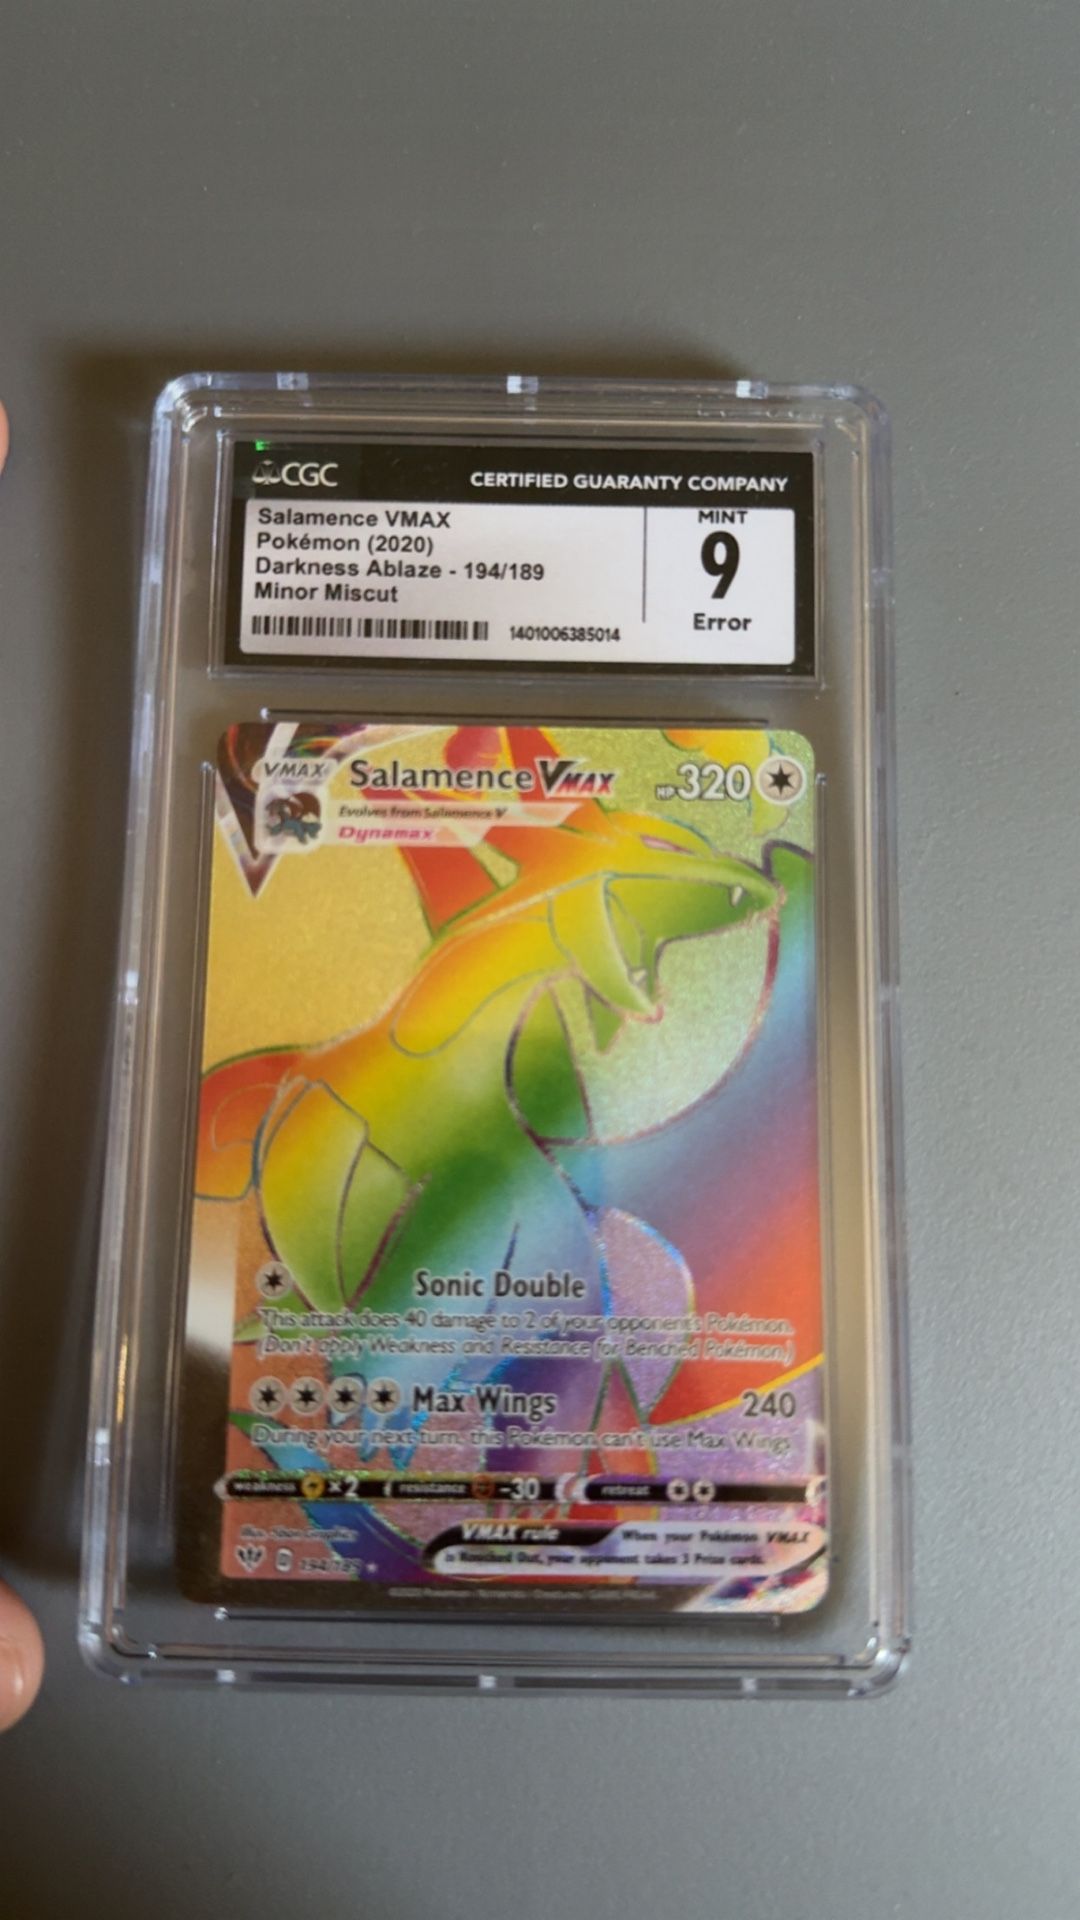 CGC
CERTIFIED GUARANTY COMPANY
Salamence VMAX
Pokémon (2020)
Darkness Ablaze - 194/189
Minor Miscut
1401006385014
MINT
9
Error
VMAX
Salamence VMAX
HP 320
Evolves from Salamence V
Dynamax
Sonic Double
This attack does 40 damage to 2 of your opponent's Pokémon.
(Don't apply Weakness and Resistance for Benched Pokémon.)
Max Wings 240
During your next turn, this Pokémon can't use Max Wings.
weakness ×2 resistance -30 retreat
VMAX rule When your Pokémon VMAX
is Knocked Out, your opponent takes 3 Prize cards.
D 194/189